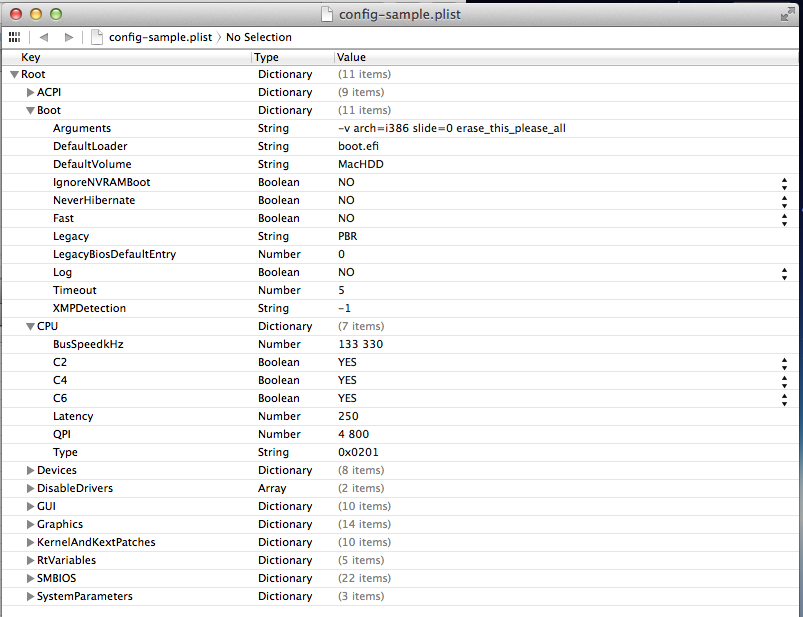 config-sample.plist
config-sample.plist No Selection
Key Type Value
Root Dictionary (11 items)
ACPI Dictionary (9 items)
Boot Dictionary (11 items)
Arguments String -v arch=i386 slide=0 erase_this_please_all
DefaultLoader String boot.efi
DefaultVolume String MacHDD
IgnoreNVRAMBoot Boolean NO
NeverHibernate Boolean NO
Fast Boolean NO
Legacy String PBR
LegacyBiosDefaultEntry Number 0
Log Boolean NO
Timeout Number 5
XMPDetection String -1
CPU Dictionary (7 items)
BusSpeedkHz Number 133 330
C2 Boolean YES
C4 Boolean YES
C6 Boolean YES
Latency Number 250
QPI Number 4 800
Type String 0x0201
Devices Dictionary (8 items)
DisableDrivers Array (2 items)
GUI Dictionary (10 items)
Graphics Dictionary (14 items)
KernelAndKextPatches Dictionary (10 items)
RtVariables Dictionary (5 items)
SMBIOS Dictionary (22 items)
SystemParameters Dictionary (3 items)